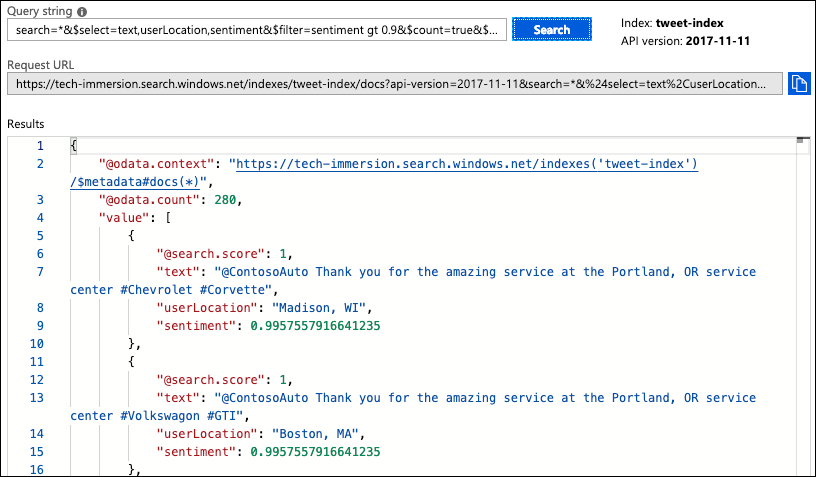 Query string
search=*&$select=text,userLocation,sentiment&$filter=sentiment gt 0.9&$count=true&$...
Search
Index: tweet-index
API version: 2017-11-11
Request URL
https://tech-immersion.search.windows.net/indexes/tweet-index/docs?api-version=2017-11-11&search=*&%24select=text%2CuserLocation...
Results
1 {
2 "@odata.context": "https://tech-immersion.search.windows.net/indexes('tweet-index')
/$metadata#docs(*)",
3 "@odata.count": 280,
4 "value": [
5 {
6 "@search.score": 1,
7 "text": "@ContosoAuto Thank you for the amazing service at the Portland, OR service
center #Chevrolet #Corvette",
8 "userLocation": "Madison, WI",
9 "sentiment": 0.9957557916641235
10 },
11 {
12 "@search.score": 1,
13 "text": "@ContosoAuto Thank you for the amazing service at the Portland, OR service
center #Volkswagon #GTI",
14 "userLocation": "Boston, MA",
15 "sentiment": 0.9957557916641235
16 },